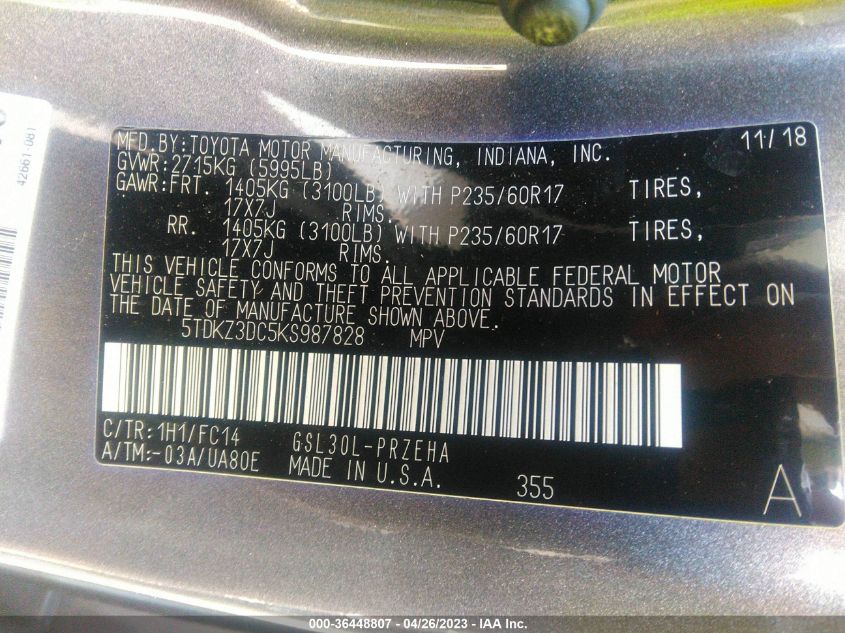 42661-081
MFD.BY:TOYOTA MOTOR MANUFACTURING, INDIANA, INC. 11/18
GVWR:2715KG (5995LB)
GAWR:FRT. 1405KG (3100LB) WITH P235/60R17 TIRES,
17X7J RIMS.
RR. 1405KG (3100LB) WITH P235/60R17 TIRES,
17X7J RIMS.
THIS VEHICLE CONFORMS TO ALL APPLICABLE FEDERAL MOTOR
VEHICLE SAFETY AND THEFT PREVENTION STANDARDS IN EFFECT ON
THE DATE OF MANUFACTURE SHOWN ABOVE.
5TDKZ3DC5KS987828 MPV
C/TR:1H1/FC14 GSL30L-PRZEHA
A/TM:-03A/UA80E MADE IN U.S.A. 355 A
000-36448807 - 04/26/2023 - IAA Inc.